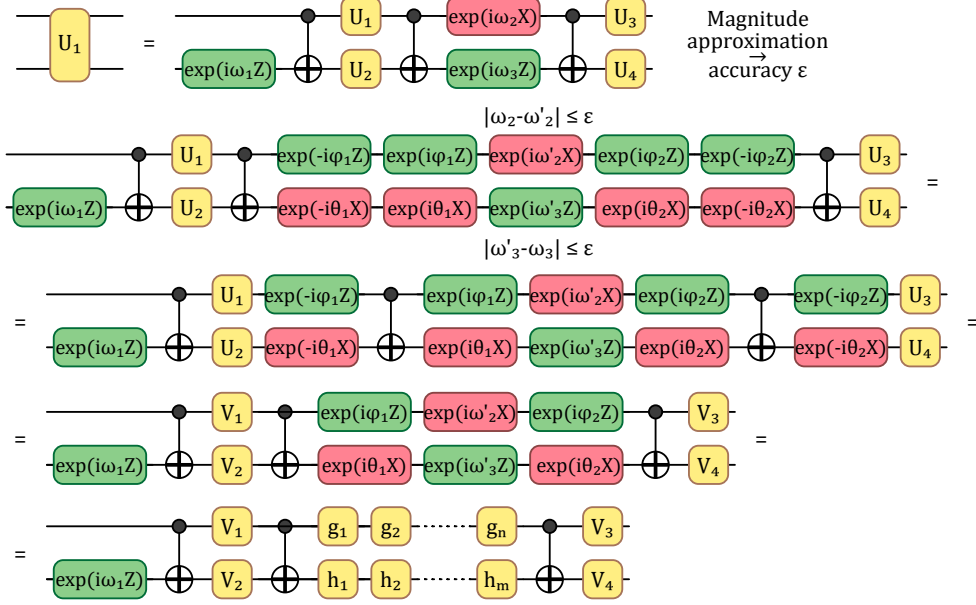 U₁ = U₁ exp(iω₂X) U₃
exp(iω₁Z) U₂ exp(iω₃Z) U₄
Magnitude
approximation
→
accuracy ε
|ω₂-ω'₂| ≤ ε
U₁ exp(-iφ₁Z) exp(iφ₁Z) exp(iω'₂X) exp(iφ₂Z) exp(-iφ₂Z) U₃
exp(iω₁Z) U₂ exp(-iθ₁X) exp(iθ₁X) exp(iω'₃Z) exp(iθ₂X) exp(-iθ₂X) U₄ =
|ω'₃-ω₃| ≤ ε
U₁ exp(-iφ₁Z) exp(iφ₁Z) exp(iω'₂X) exp(iφ₂Z) exp(-iφ₂Z) U₃
= exp(iω₁Z) U₂ exp(-iθ₁X) exp(iθ₁X) exp(iω'₃Z) exp(iθ₂X) exp(-iθ₂X) U₄ =
V₁ exp(iφ₁Z) exp(iω'₂X) exp(iφ₂Z) V₃
= exp(iω₁Z) V₂ exp(iθ₁X) exp(iω'₃Z) exp(iθ₂X) V₄ =
V₁ g₁ g₂ gₙ V₃
= exp(iω₁Z) V₂ h₁ h₂ hₘ V₄